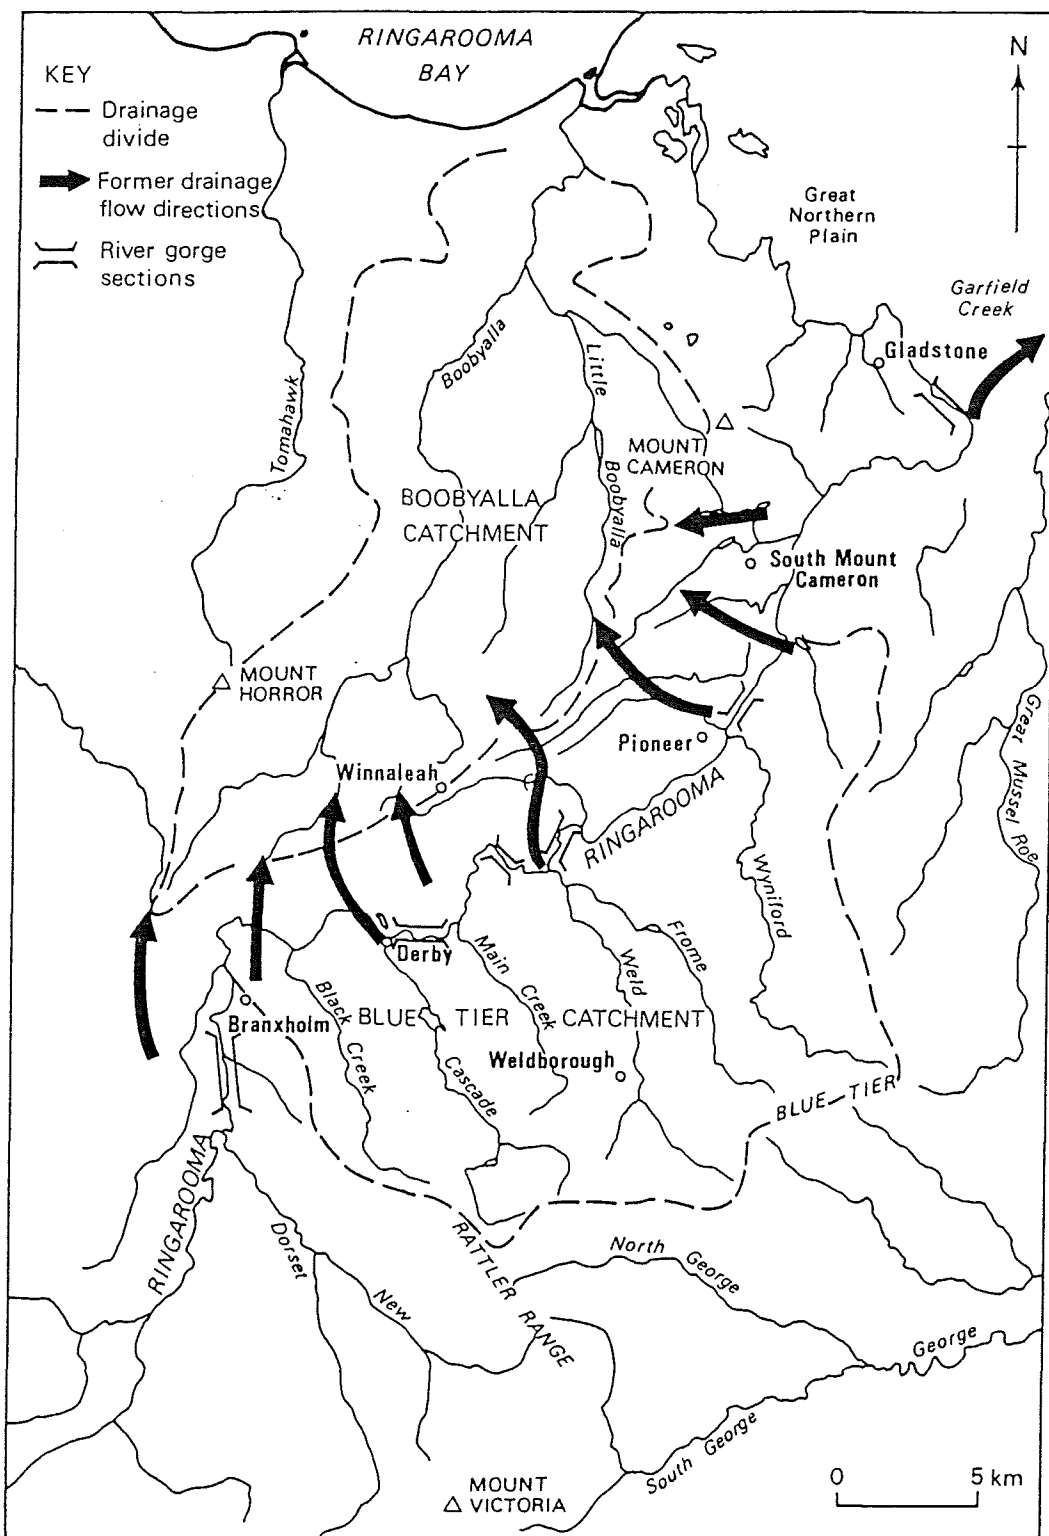 RINGAROOMA
BAY
N
KEY
Drainage
divide
Former drainage
flow directions
River gorge
sections
Great
Northern
Plain
Garfield
Creek
Gladstone
Boobyalla
Little
Boobyalla
Tomahawk
MOUNT
CAMERON
BOOBYALLA
CATCHMENT
South Mount
Cameron
MOUNT
HORROR
Great Mussel Roe
Pioneer
Winnaleah
RINGAROOMA
Wyniford
Derby
Main Creek
Weld
Frome
Black Creek
Branxholm
BLUE TIER CATCHMENT
Cascade
Weldborough
BLUE TIER
RINGAROOMA
Dorset
New
RATTLER RANGE
North George
George
South George
MOUNT
VICTORIA
0 5 km